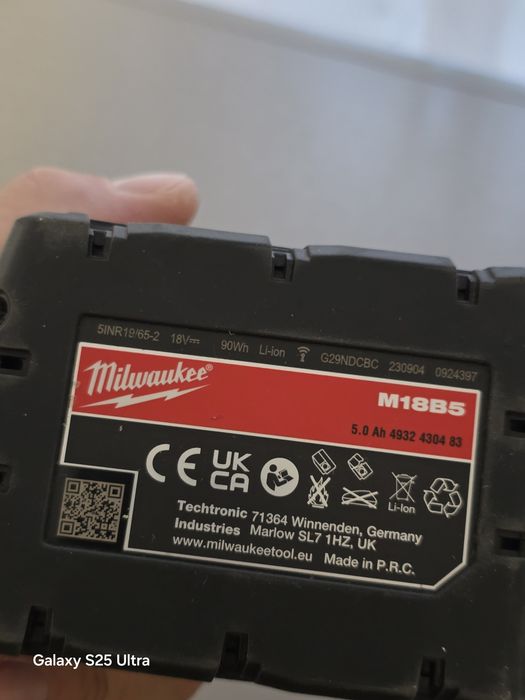 5INR19/65-2 18V⎓ 90Wh Li-ion G29NDCBC 230904 0924397
Milwaukee®
M18B5
5.0 Ah 4932 4304 83
CE UK CA
Li-ion
Techtronic 71364 Winnenden, Germany
Industries Marlow SL7 1HZ, UK
www.milwaukeetool.eu Made in P.R.C.
Galaxy S25 Ultra